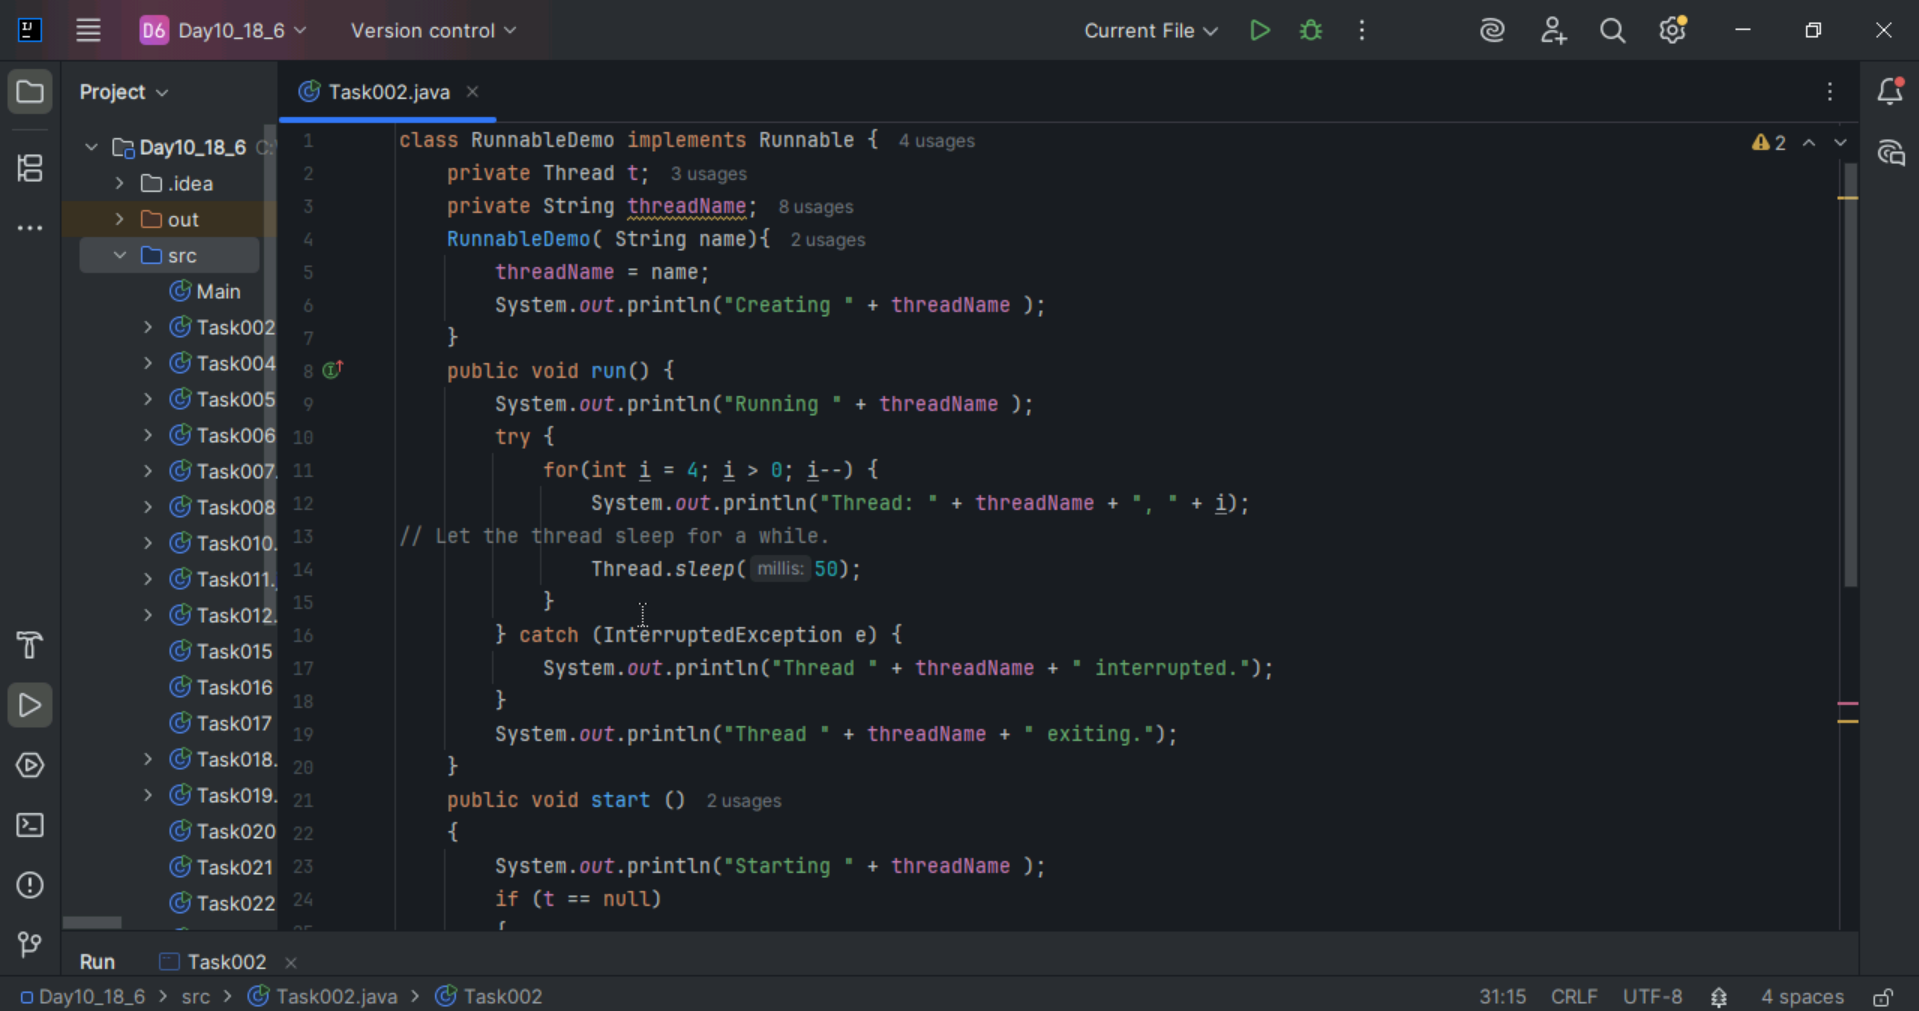 D6 Day10_18_6 Version control Current File
Project
Task002.java
Day10_18_6 C:
.idea
out
src
Main
Task002
Task004
Task005
Task006
Task007.
Task008
Task010.
Task011.
Task012.
Task015
Task016
Task017
Task018.
Task019.
Task020
Task021
Task022
2
1 class RunnableDemo implements Runnable { 4 usages
2 private Thread t; 3 usages
3 private String threadName; 8 usages
4 RunnableDemo( String name){ 2 usages
5 threadName = name;
6 System.out.println("Creating " + threadName );
7 }
8 public void run() {
9 System.out.println("Running " + threadName );
10 try {
11 for(int i = 4; i > 0; i--) {
12 System.out.println("Thread: " + threadName + ", " + i);
13 // Let the thread sleep for a while.
14 Thread.sleep( millis: 50);
15 }
16 } catch (InterruptedException e) {
17 System.out.println("Thread " + threadName + " interrupted.");
18 }
19 System.out.println("Thread " + threadName + " exiting.");
20 }
21 public void start () 2 usages
22 {
23 System.out.println("Starting " + threadName );
24 if (t == null)
{
Run Task002
Day10_18_6 > src > Task002.java > Task002 31:15 CRLF UTF-8 4 spaces